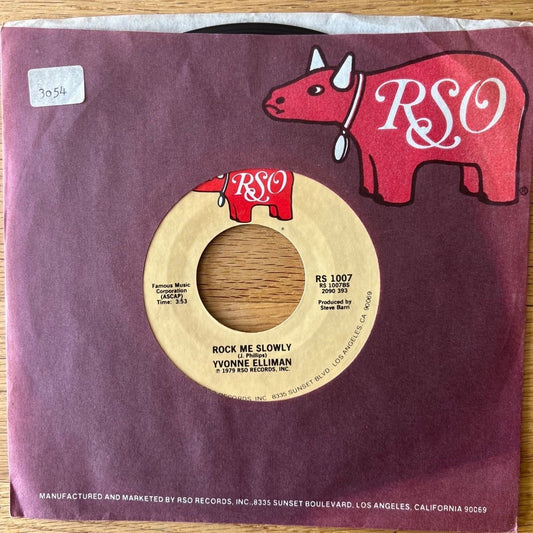 3054
RSO
®
RSO
Famous Music
Corporation
(ASCAP)
Time: 3:53
RS 1007
RS 1007BS
2090 393
Produced by
Steve Barri
ROCK ME SLOWLY
(J. Phillips)
YVONNE ELLIMAN
℗ 1979 RSO RECORDS, INC.
RECORDS, INC. 8335 SUNSET BLVD., LOS ANGELES, CA. 90069
MANUFACTURED AND MARKETED BY RSO RECORDS, INC., 8335 SUNSET BOULEVARD, LOS ANGELES, CALIFORNIA 90069